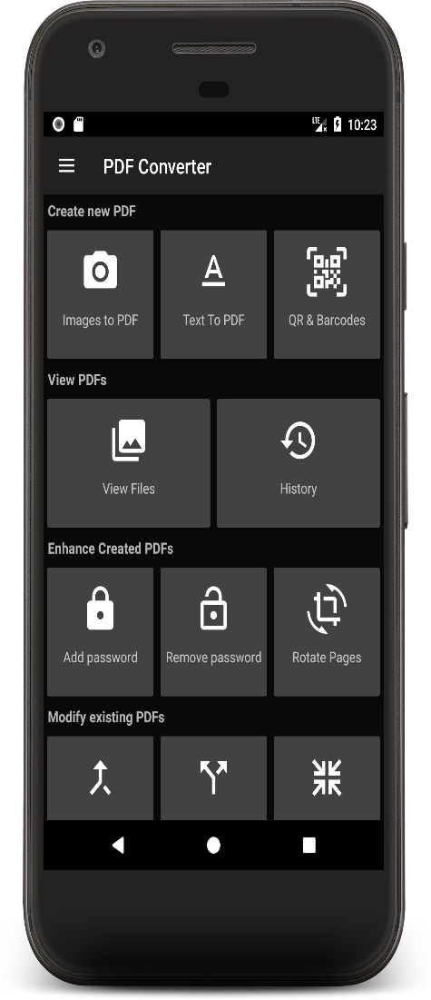 LTE 10:23
PDF Converter
Create new PDF
Images to PDF
Text To PDF
QR & Barcodes
View PDFs
View Files
History
Enhance Created PDFs
Add password
Remove password
Rotate Pages
Modify existing PDFs